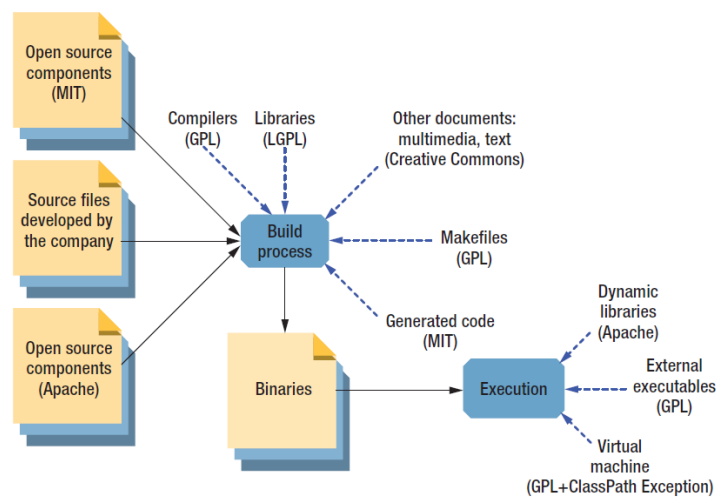 Open source
components
(MIT)
Compilers
(GPL)
Libraries
(LGPL)
Other documents:
multimedia, text
(Creative Commons)
Source files
developed by
the company
Build
process
Makefiles
(GPL)
Generated code
(MIT)
Open source
components
(Apache)
Binaries
Execution
Dynamic
libraries
(Apache)
External
executables
(GPL)
Virtual
machine
(GPL+ClassPath Exception)